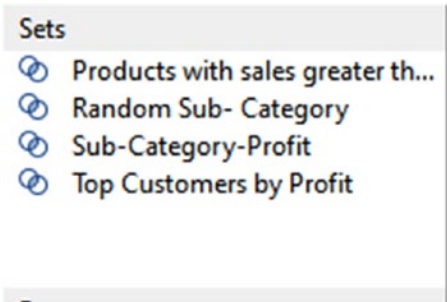 Sets
Products with sales greater th...
Random Sub- Category
Sub-Category-Profit
Top Customers by Profit